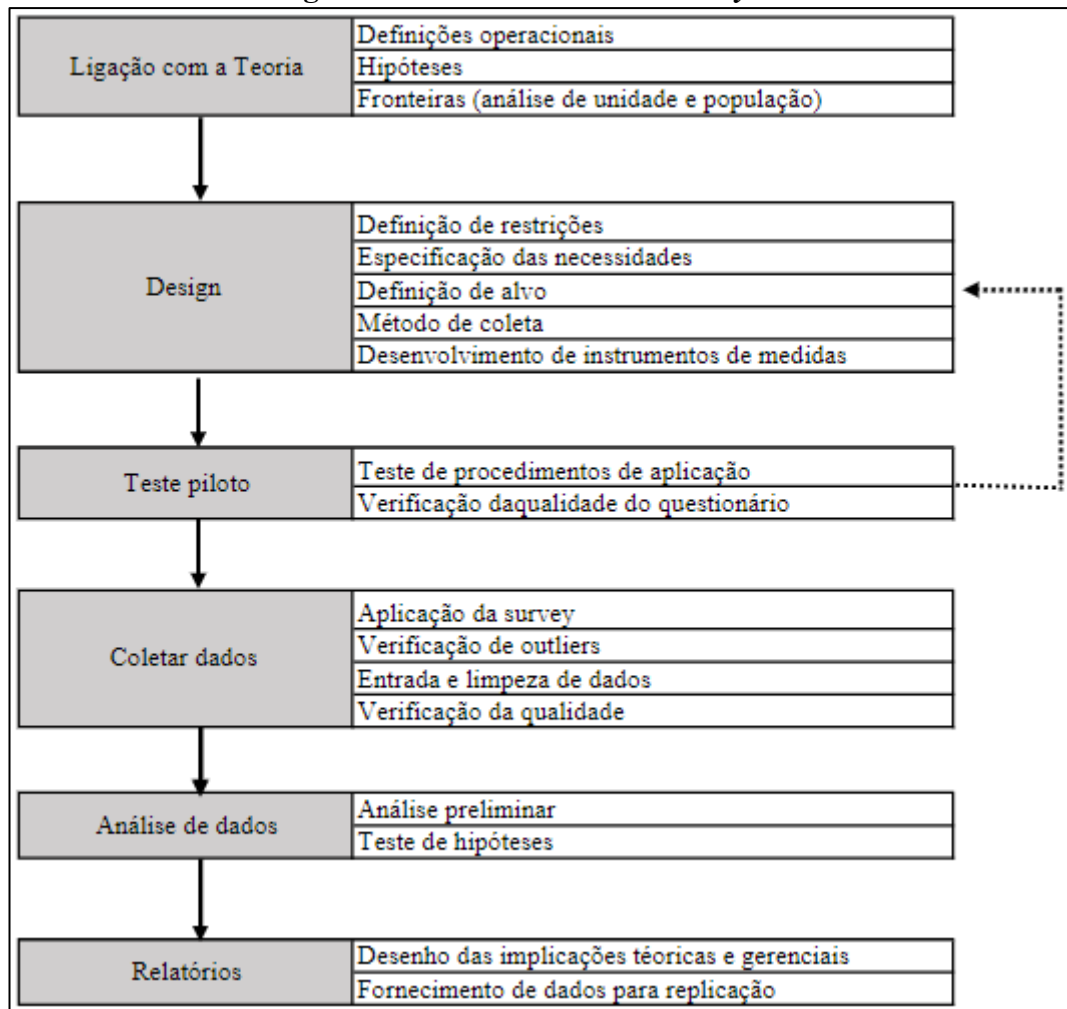 Ligação com a Teoria
Definições operacionais
Hipóteses
Fronteiras (análise de unidade e população)
Design
Definição de restrições
Especificação das necessidades
Definição de alvo
Método de coleta
Desenvolvimento de instrumentos de medidas
Teste piloto
Teste de procedimentos de aplicação
Verificação daqualidade do questionário
Coletar dados
Aplicação da survey
Verificação de outliers
Entrada e limpeza de dados
Verificação da qualidade
Análise de dados
Análise preliminar
Teste de hipóteses
Relatórios
Desenho das implicações téoricas e gerenciais
Fornecimento de dados para replicação